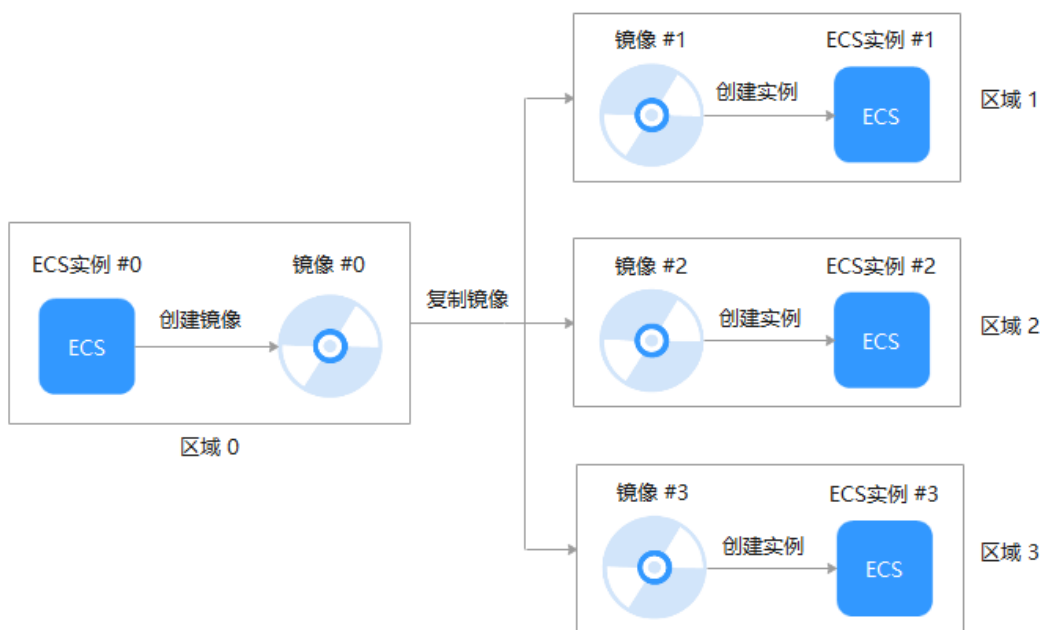 镜像 #1
ECS实例 #1
创建实例
ECS
区域 1
ECS实例 #0
镜像 #0
创建镜像
ECS
区域 0
复制镜像
镜像 #2
ECS实例 #2
创建实例
ECS
区域 2
镜像 #3
ECS实例 #3
创建实例
ECS
区域 3